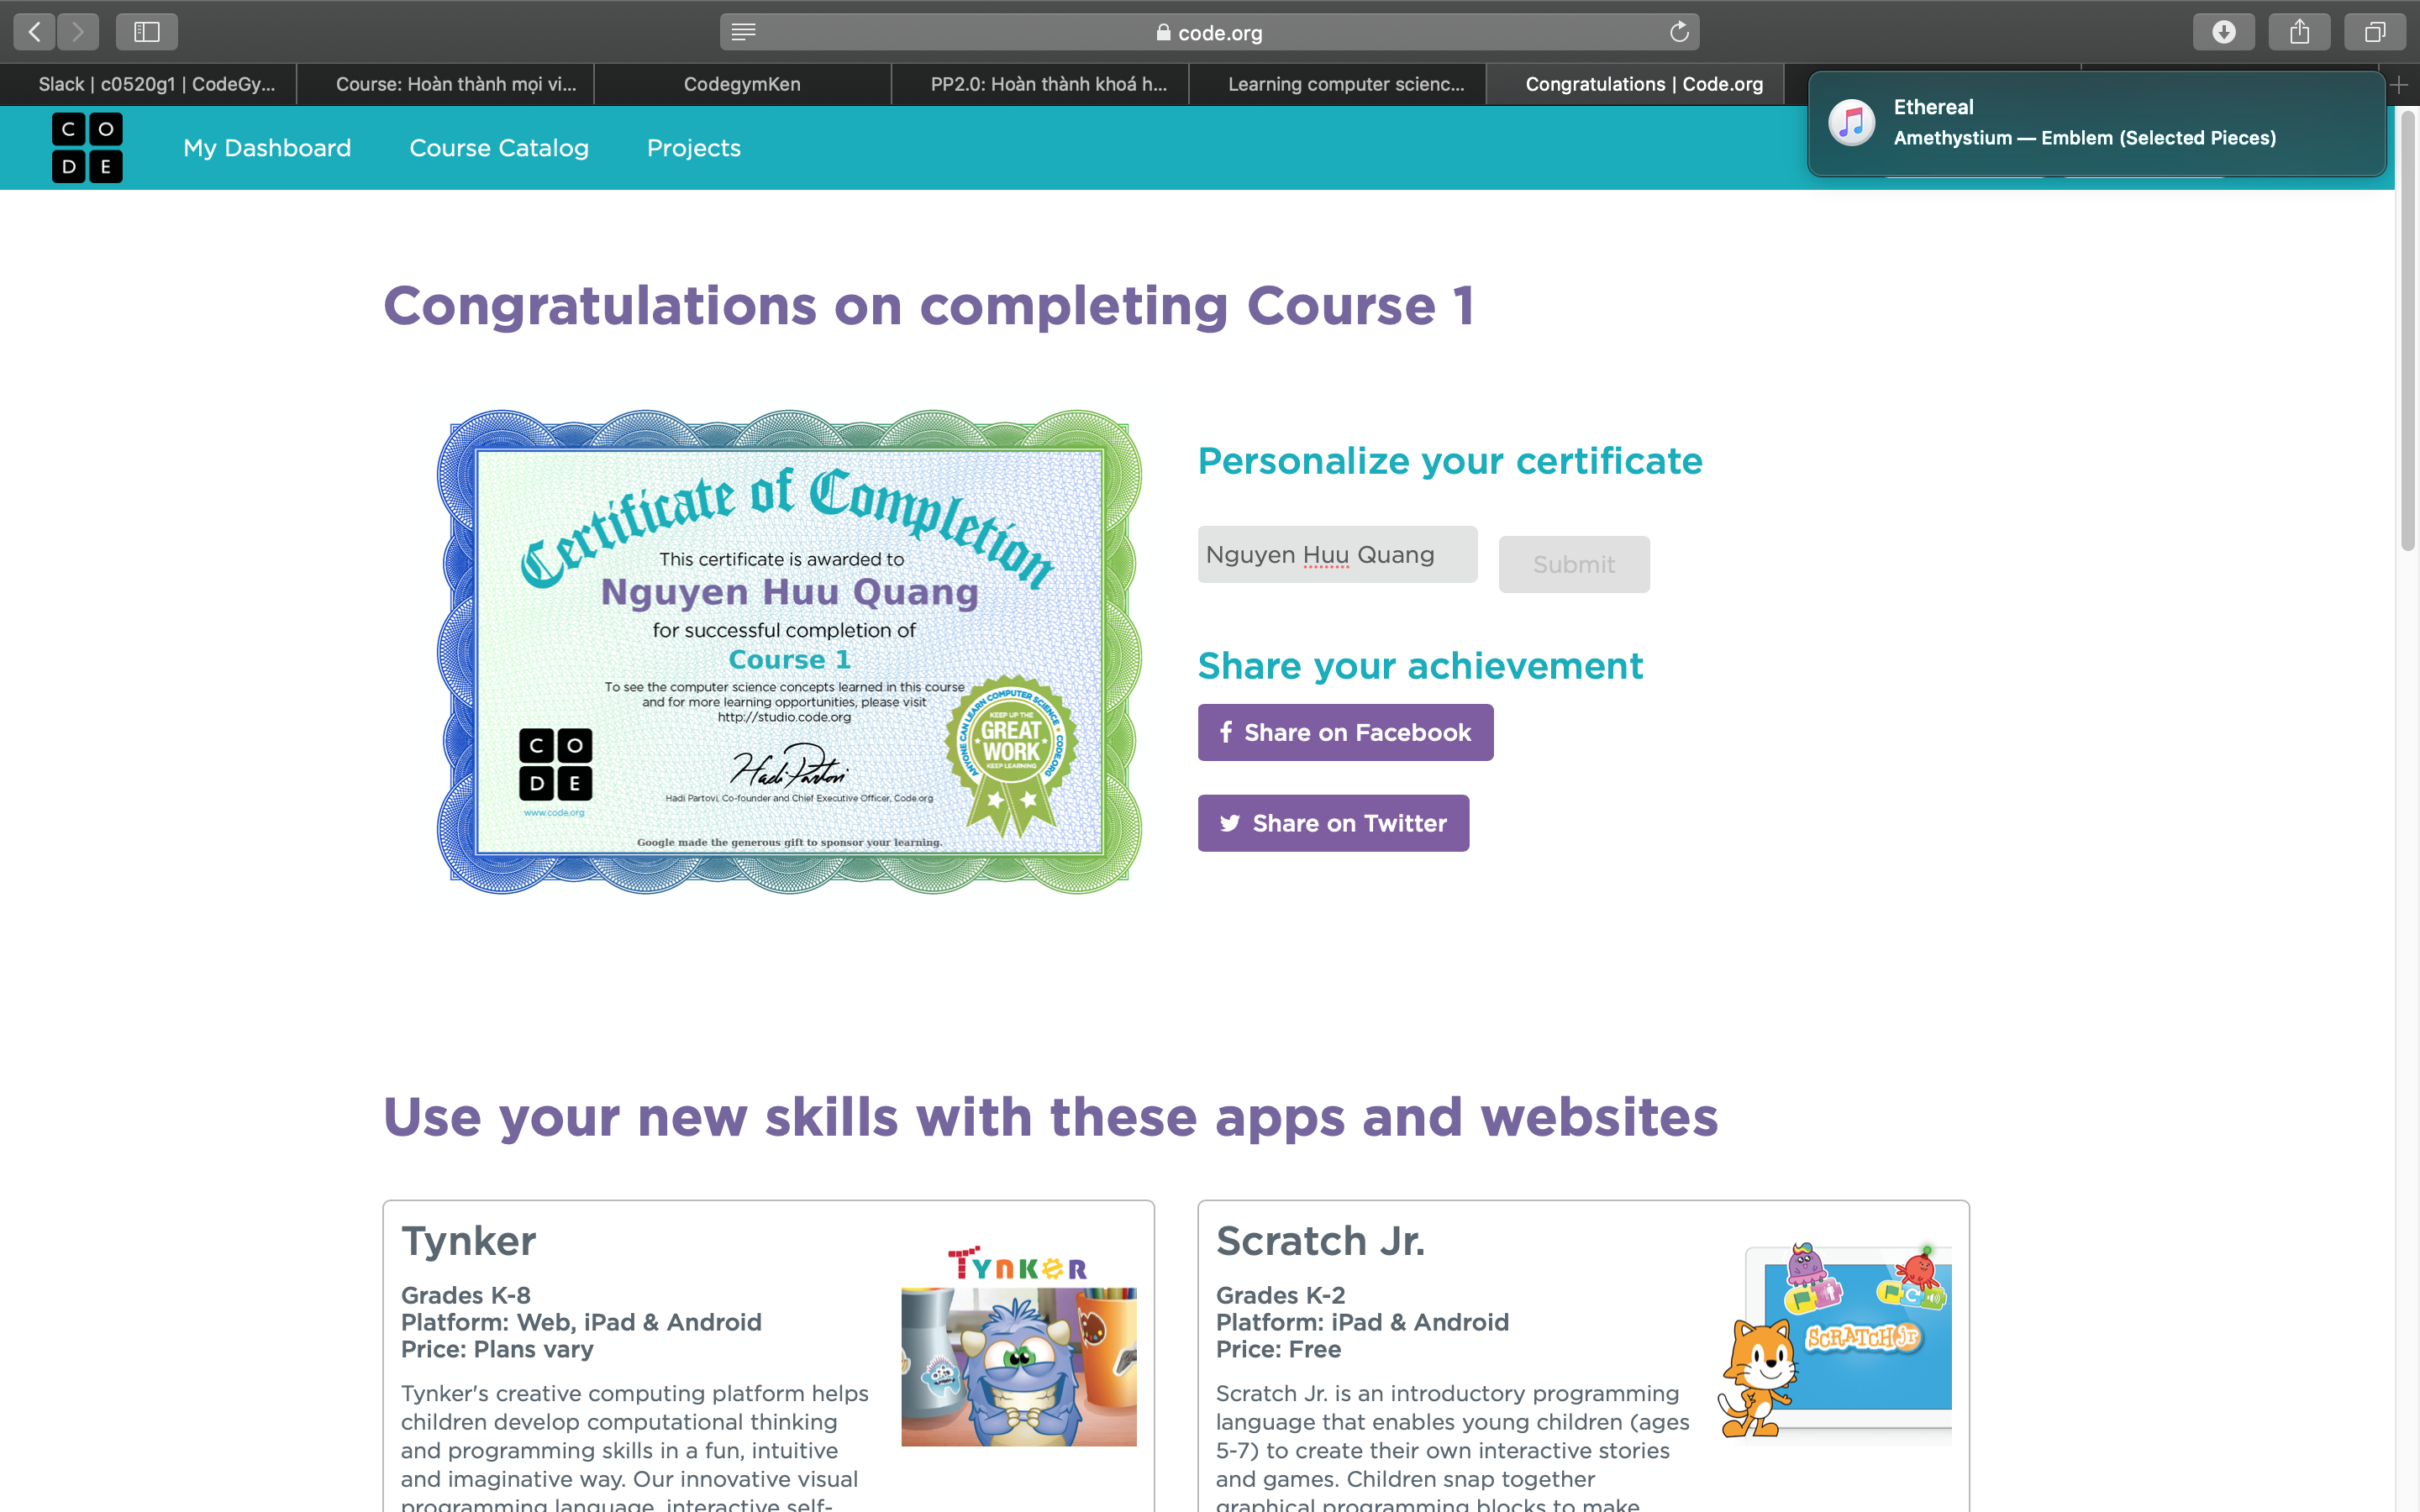 code.org
Slack | c0520g1 | CodeGy...
Course: Hoàn thành mọi vi...
CodegymKen
PP2.0: Hoàn thành khoá h...
Learning computer scienc...
Congratulations | Code.org
Ethereal
Amethystium — Emblem (Selected Pieces)
C O
D E
My Dashboard
Course Catalog
Projects
Congratulations on completing Course 1
Certificate of Completion
This certificate is awarded to
Nguyen Huu Quang
for successful completion of
Course 1
To see the computer science concepts learned in this course
and for more learning opportunities, please visit
http://studio.code.org
C O
D E
www.code.org
Hadi Partovi
Hadi Partovi, Co-founder and Chief Executive Officer, Code.org
ANYONE CAN LEARN COMPUTER SCIENCE • CODE.ORG
KEEP UP THE
GREAT
WORK
KEEP LEARNING
Google made the generous gift to sponsor your learning.
Personalize your certificate
Nguyen Huu Quang
Submit
Share your achievement
Share on Facebook
Share on Twitter
Use your new skills with these apps and websites
Tynker
TYNKER
Grades K-8
Platform: Web, iPad & Android
Price: Plans vary
Tynker's creative computing platform helps
children develop computational thinking
and programming skills in a fun, intuitive
and imaginative way. Our innovative visual
programming language, interactive self-
Scratch Jr.
SCRATCH Jr
Grades K-2
Platform: iPad & Android
Price: Free
Scratch Jr. is an introductory programming
language that enables young children (ages
5-7) to create their own interactive stories
and games. Children snap together
graphical programming blocks to make